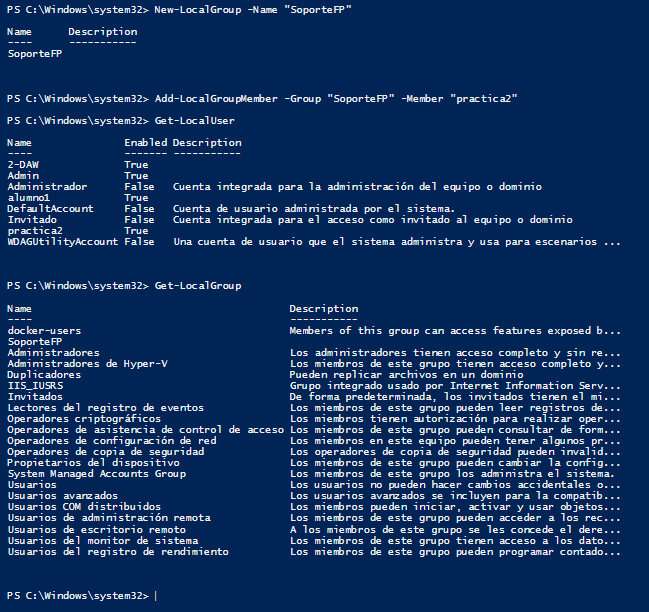 PS C:\Windows\system32> New-LocalGroup -Name "SoporteFP"
Name Description
---- -----------
SoporteFP
PS C:\Windows\system32> Add-LocalGroupMember -Group "SoporteFP" -Member "practica2"
PS C:\Windows\system32> Get-LocalUser
Name Enabled Description
---- ------- -----------
2-DAW True
Admin True
Administrador False Cuenta integrada para la administración del equipo o dominio
alumno1 True
DefaultAccount False Cuenta de usuario administrada por el sistema.
Invitado False Cuenta integrada para el acceso como invitado al equipo o dominio
practica2 True
WDAGUtilityAccount False Una cuenta de usuario que el sistema administra y usa para escenarios ...
PS C:\Windows\system32> Get-LocalGroup
Name Description
---- -----------
docker-users Members of this group can access features exposed b...
SoporteFP
Administradores Los administradores tienen acceso completo y sin re...
Administradores de Hyper-V Los miembros de este grupo tienen acceso completo y...
Duplicadores Pueden replicar archivos en un dominio
IIS_IUSRS Grupo integrado usado por Internet Information Serv...
Invitados De forma predeterminada, los invitados tienen el mi...
Lectores del registro de eventos Los miembros de este grupo pueden leer registros de...
Operadores criptográficos Los miembros tienen autorización para realizar oper...
Operadores de asistencia de control de acceso Los miembros de este grupo pueden consultar de form...
Operadores de configuración de red Los miembros en este equipo pueden tener algunos pr...
Operadores de copia de seguridad Los operadores de copia de seguridad pueden invalid...
Propietarios del dispositivo Los miembros de este grupo pueden cambiar la config...
System Managed Accounts Group Los miembros de este grupo los administra el sistema.
Usuarios Los usuarios no pueden hacer cambios accidentales o...
Usuarios avanzados Los usuarios avanzados se incluyen para la compatib...
Usuarios COM distribuidos Los miembros pueden iniciar, activar y usar objetos...
Usuarios de administración remota Los miembros de este grupo pueden acceder a los rec...
Usuarios de escritorio remoto A los miembros de este grupo se les concede el dere...
Usuarios del monitor de sistema Los miembros de este grupo tienen acceso a los dato...
Usuarios del registro de rendimiento Los miembros de este grupo pueden programar contado...
PS C:\Windows\system32>